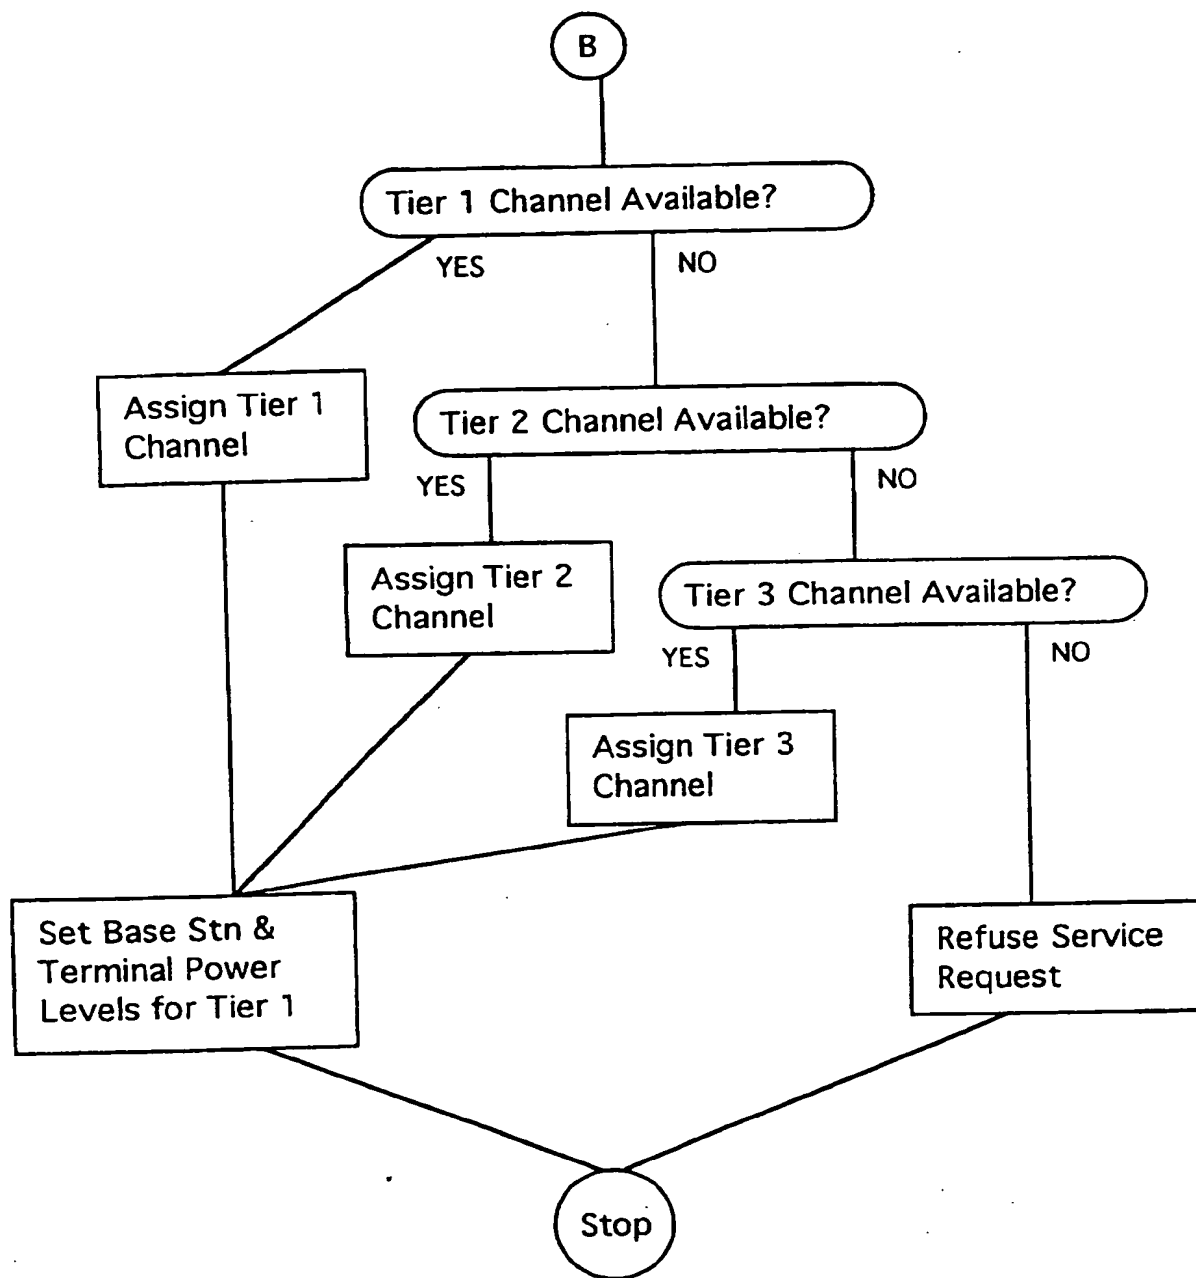 B
Tier 1 Channel Available?
YES
NO
Assign Tier 1
Channel
Tier 2 Channel Available?
YES
NO
Assign Tier 2
Channel
Tier 3 Channel Available?
YES
NO
Assign Tier 3
Channel
Set Base Stn &
Terminal Power
Levels for Tier 1
Refuse Service
Request
Stop